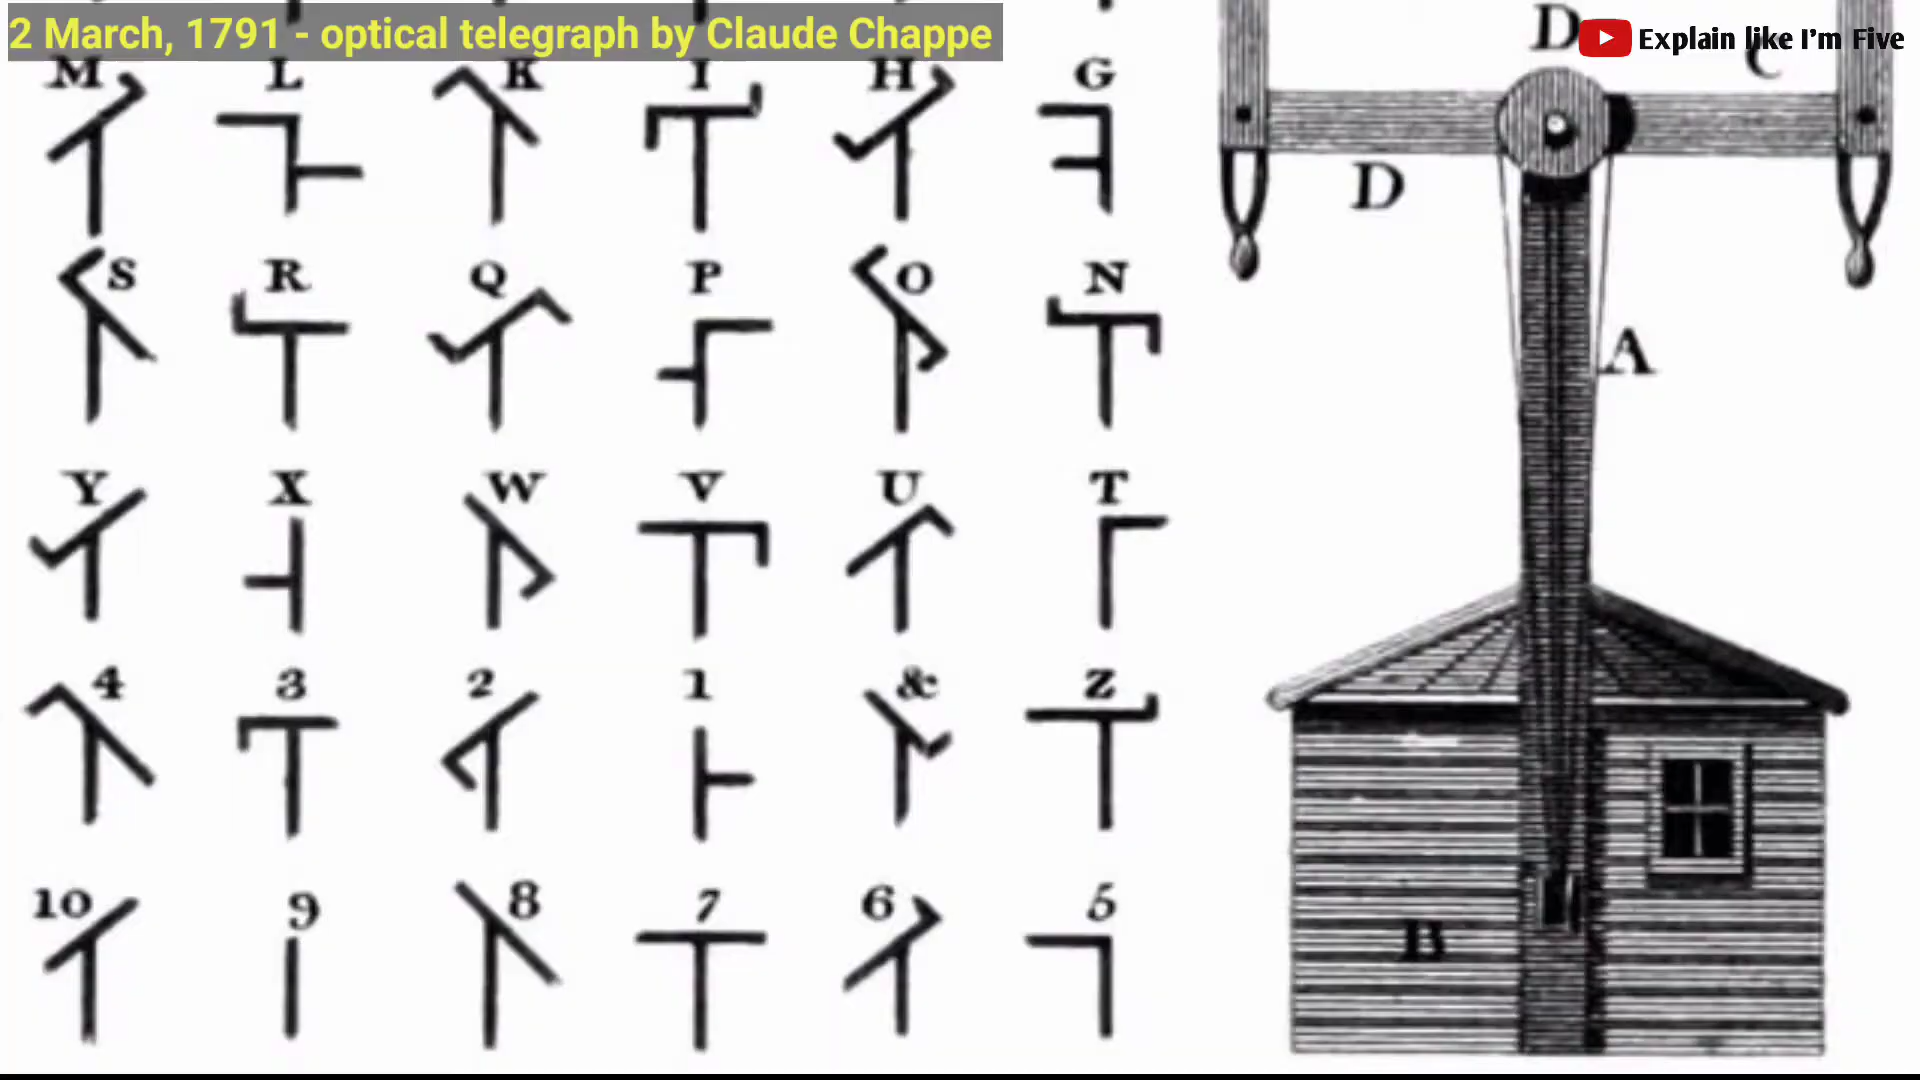 2 March, 1791 - optical telegraph by Claude Chappe
Explain like I'm Five
M L K I H G
S R Q P O N
Y X W V U T
4 3 2 1 & Z
10 9 8 7 6 5
D
C
D
A
B